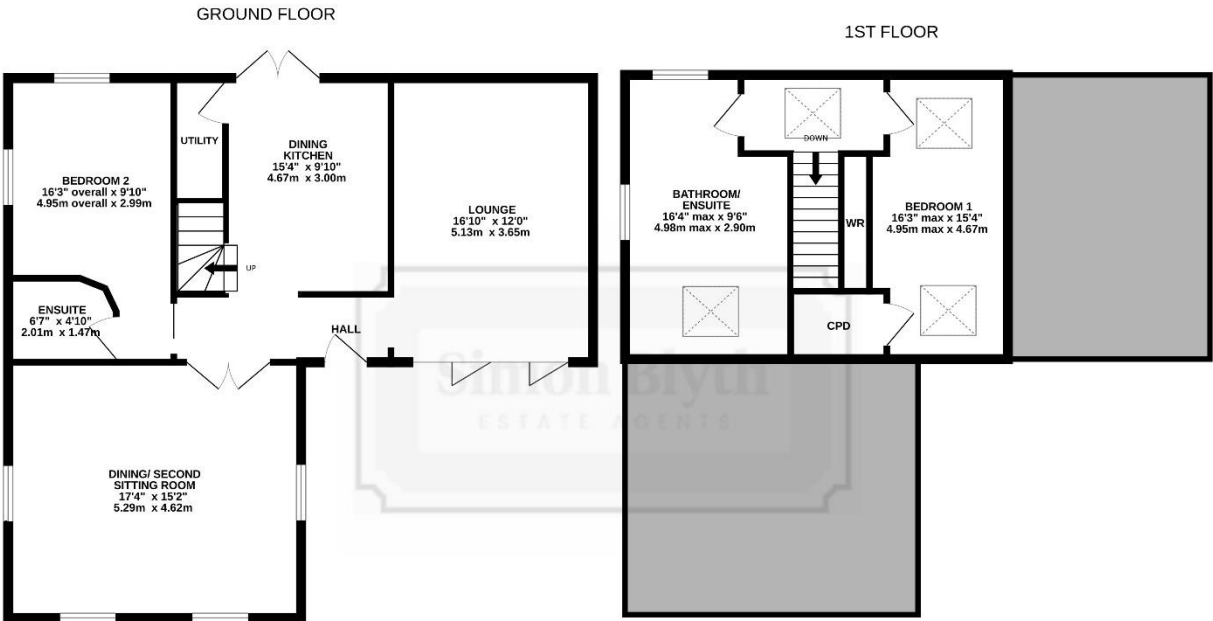 GROUND FLOOR
UTILITY
DINING
KITCHEN
15'4" x 9'10"
4.67m x 3.00m
BEDROOM 2
16'3" overall x 9'10"
4.95m overall x 2.99m
LOUNGE
16'10" x 12'0"
5.13m x 3.65m
UP
ENSUITE
6'7" x 4'10"
2.01m x 1.47m
HALL
DINING/ SECOND
SITTING ROOM
17'4" x 15'2"
5.29m x 4.62m
1ST FLOOR
DOWN
BATHROOM/
ENSUITE
16'4" max x 9'6"
4.98m max x 2.90m
WR
BEDROOM 1
16'3" max x 15'4"
4.95m max x 4.67m
CPD
Simon Blyth
ESTATE AGENTS